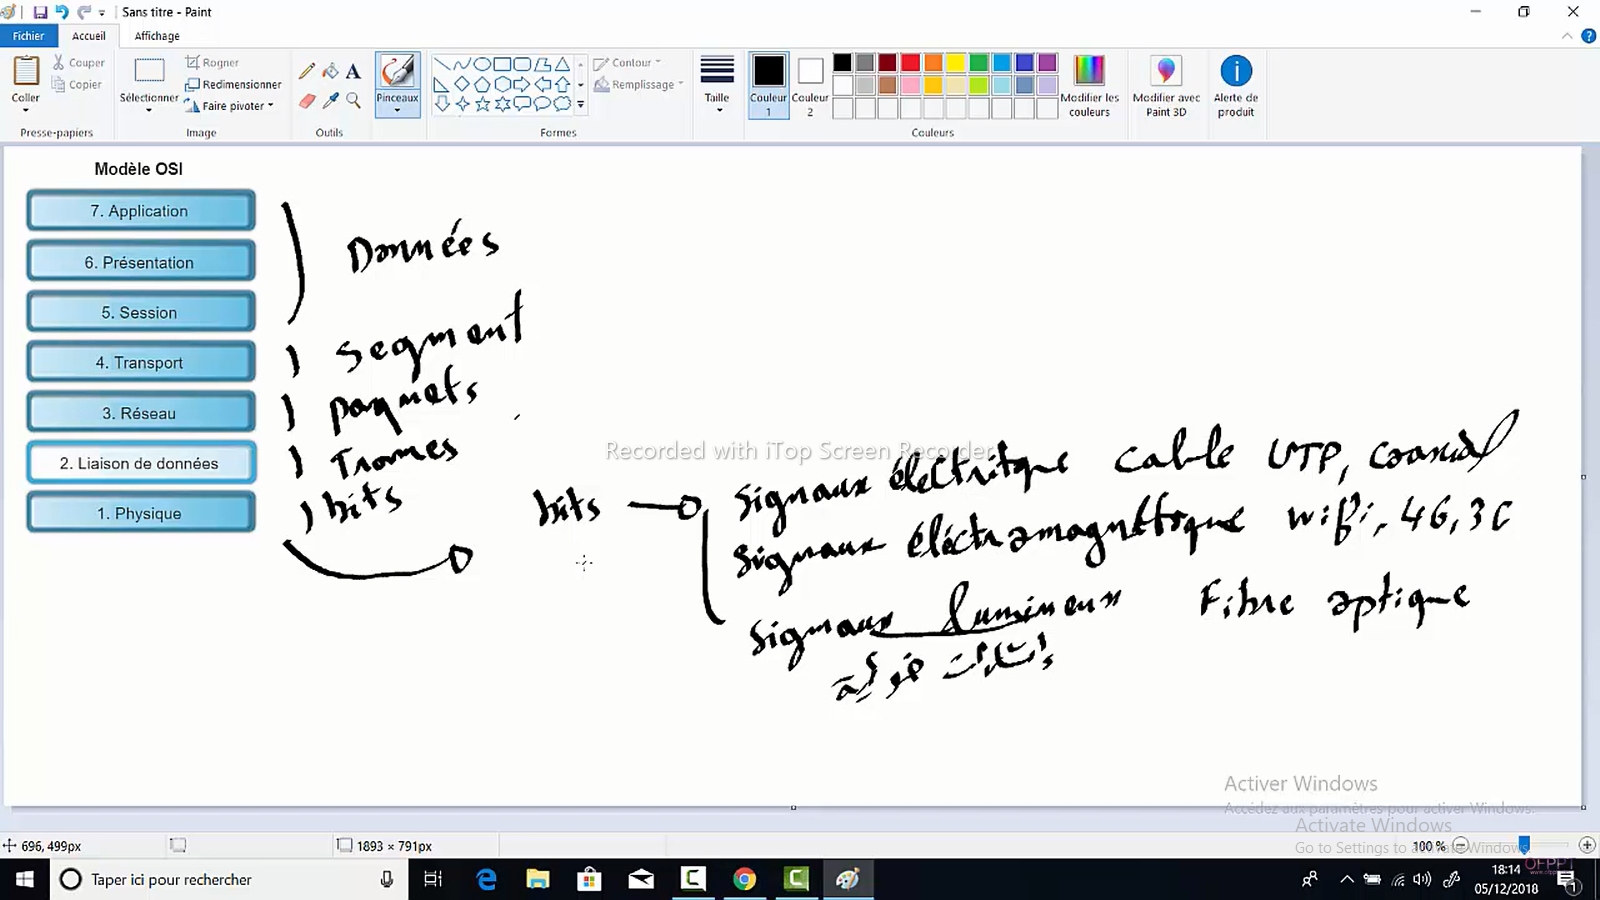 Sans titre - Paint
Fichier Accueil Affichage
Coller
Couper
Copier
Presse-papiers
Sélectionner
Rogner
Redimensionner
Faire pivoter
Image
Outils
Pinceaux
Formes
Contour
Remplissage
Taille
Couleur 1
Couleur 2
Couleurs
Modifier les couleurs
Modifier avec Paint 3D
Alerte de produit
Modèle OSI
7. Application
6. Présentation
5. Session
4. Transport
3. Réseau
2. Liaison de données
1. Physique
Données
Segment
paquets
Trames
bits
bits
Signaux électritque cable UTP, coaxial
Signaux éléctramagnéttique wifi, 4G, 3G
Signaux lumineux Fibre optique
إشارات ضوئية
Recorded with iTop Screen Recorder
Activer Windows
Accédez aux paramètres pour activer Windows.
Activate Windows
Go to Settings to activate Windows.
696, 499px
1893 × 791px
100 %
Taper ici pour rechercher
OFPPT
18:14
05/12/2018
1